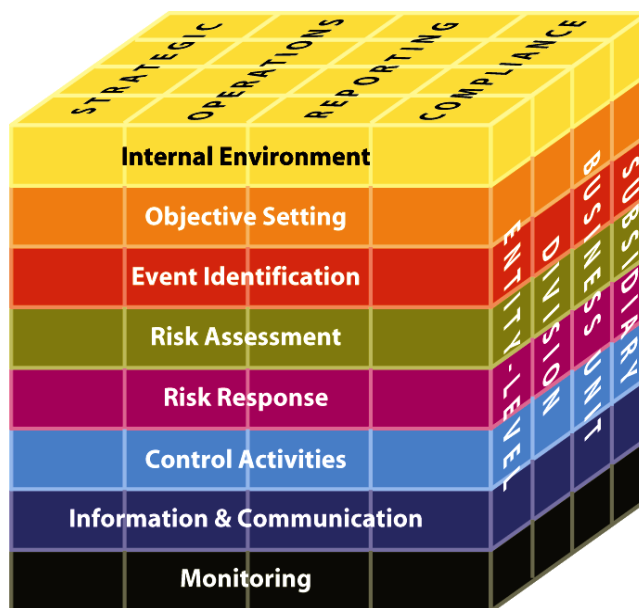 STRATEGIC
OPERATIONS
REPORTING
COMPLIANCE
Internal Environment
Objective Setting
Event Identification
Risk Assessment
Risk Response
Control Activities
Information & Communication
Monitoring
ENTITY-LEVEL
DIVISION
BUSINESS UNIT
SUBSIDIARY